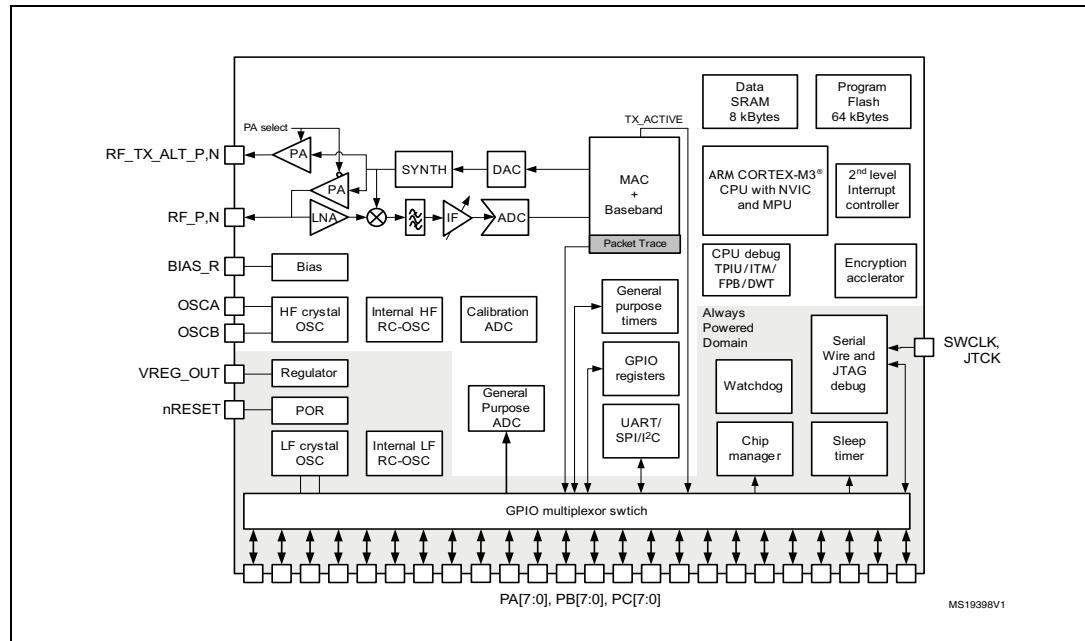 Data
SRAM
8 kBytes
Program
Flash
64 kBytes
TX_ACTIVE
PA select
RF_TX_ALT_P,N
PA
SYNTH
DAC
MAC
+
Baseband
ARM CORTEX-M3®
CPU with NVIC
and MPU
2nd level
Interrupt
controller
PA
RF_P,N
LNA
IF
ADC
Packet Trace
CPU debug
TPIU/ITM/
FPB/DWT
Encryption
acclerator
BIAS_R
Bias
OSCA
OSCB
HF crystal
OSC
Internal HF
RC-OSC
Calibration
ADC
General
purpose
timers
Always
Powered
Domain
Serial
Wire and
JTAG
debug
SWCLK,
JTCK
VREG_OUT
Regulator
GPIO
registers
Watchdog
nRESET
POR
General
Purpose
ADC
UART/
SPI/I2C
LF crystal
OSC
Internal LF
RC-OSC
Chip
manager
Sleep
timer
GPIO multiplexor swtich
PA[7:0], PB[7:0], PC[7:0]
MS19398V1